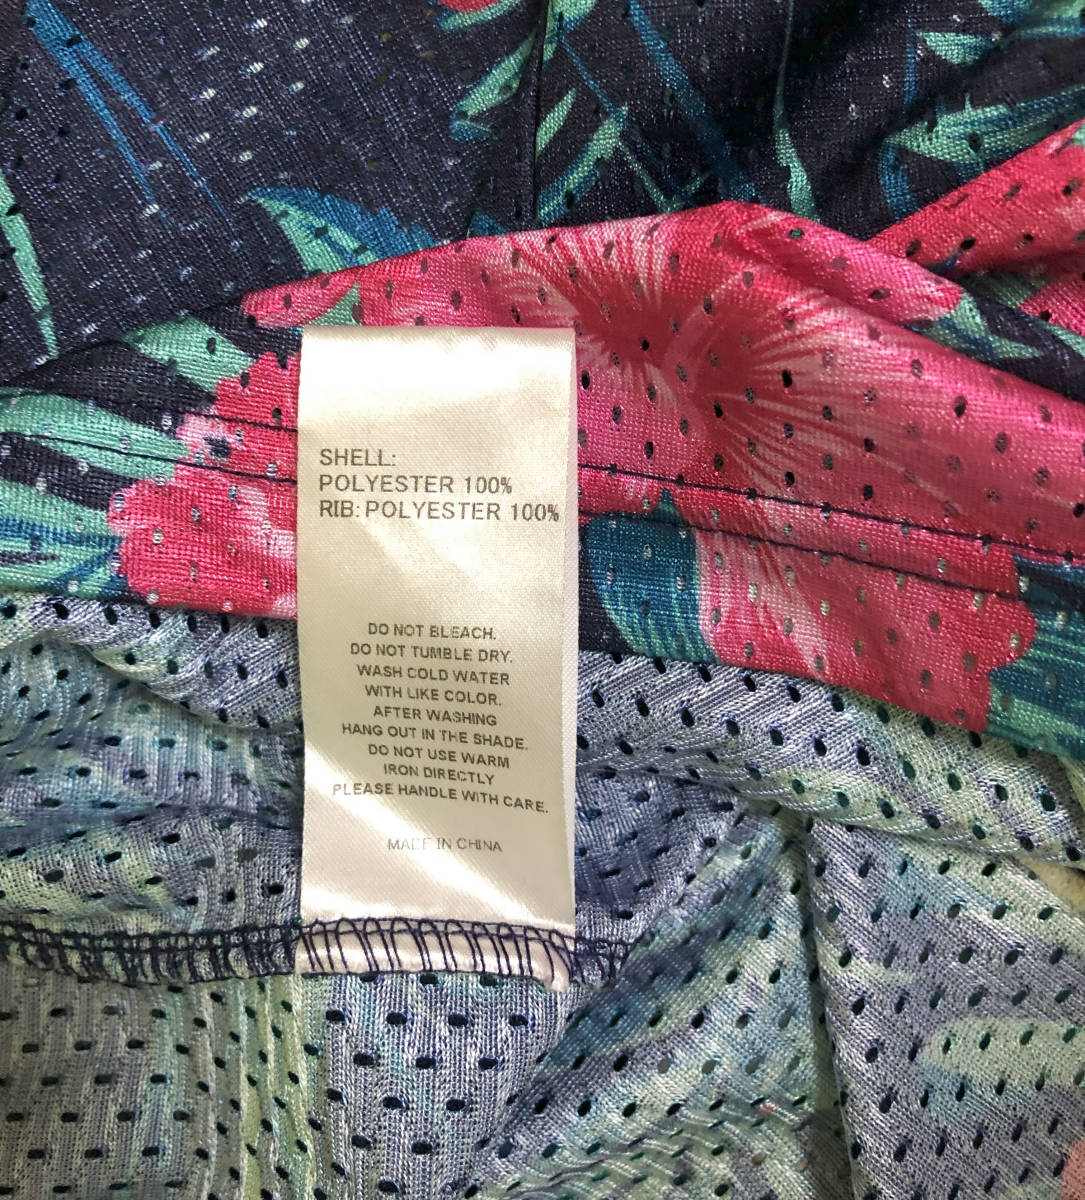 SHELL:
POLYESTER 100%
RIB: POLYESTER 100%
DO NOT BLEACH.
DO NOT TUMBLE DRY.
WASH COLD WATER
WITH LIKE COLOR.
AFTER WASHING
HANG OUT IN THE SHADE.
DO NOT USE WARM
IRON DIRECTLY
PLEASE HANDLE WITH CARE.
MADE IN CHINA